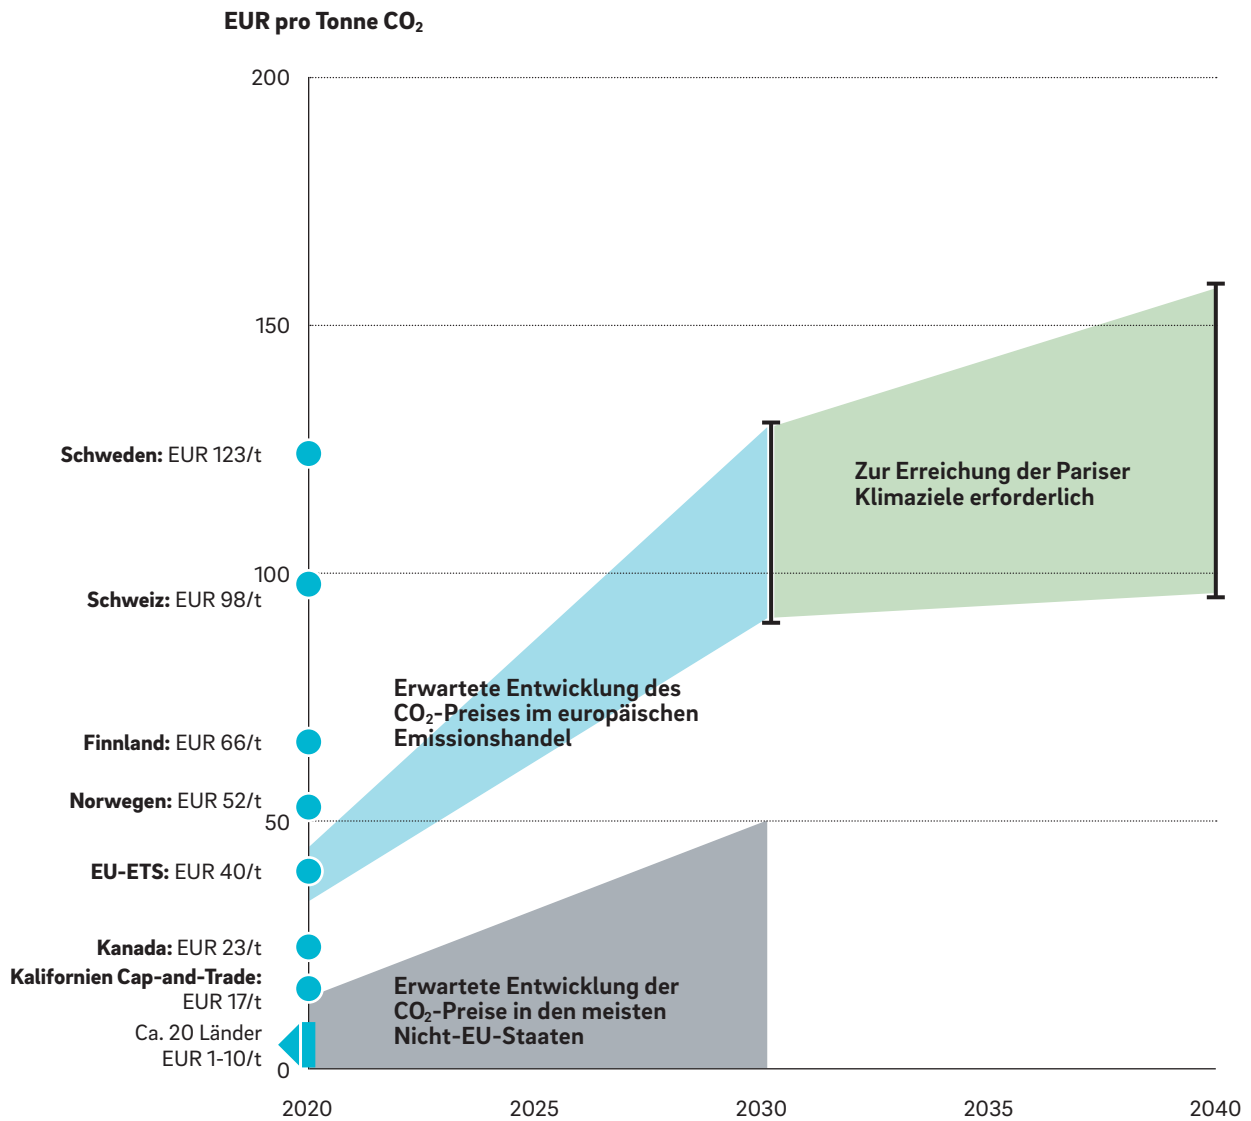 EUR pro Tonne CO₂
200
150
Schweden: EUR 123/t
Zur Erreichung der Pariser
Klimaziele erforderlich
100
Schweiz: EUR 98/t
Erwartete Entwicklung des
CO₂-Preises im europäischen
Emissionshandel
Finnland: EUR 66/t
Norwegen: EUR 52/t
50
EU-ETS: EUR 40/t
Kanada: EUR 23/t
Kalifornien Cap-and-Trade:
EUR 17/t
Erwartete Entwicklung der
CO₂-Preise in den meisten
Nicht-EU-Staaten
Ca. 20 Länder
EUR 1-10/t
0
2020 2025 2030 2035 2040